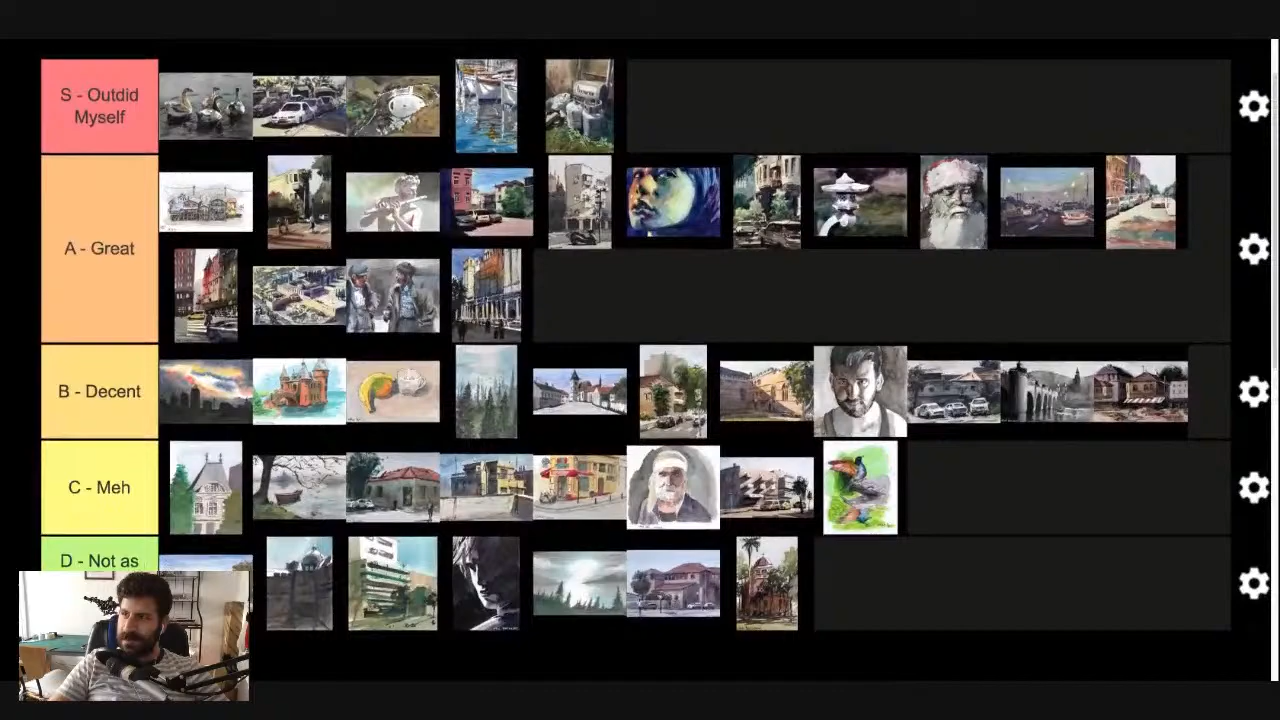 S - Outdid
Myself
A - Great
B - Decent
C - Meh
D - Not as